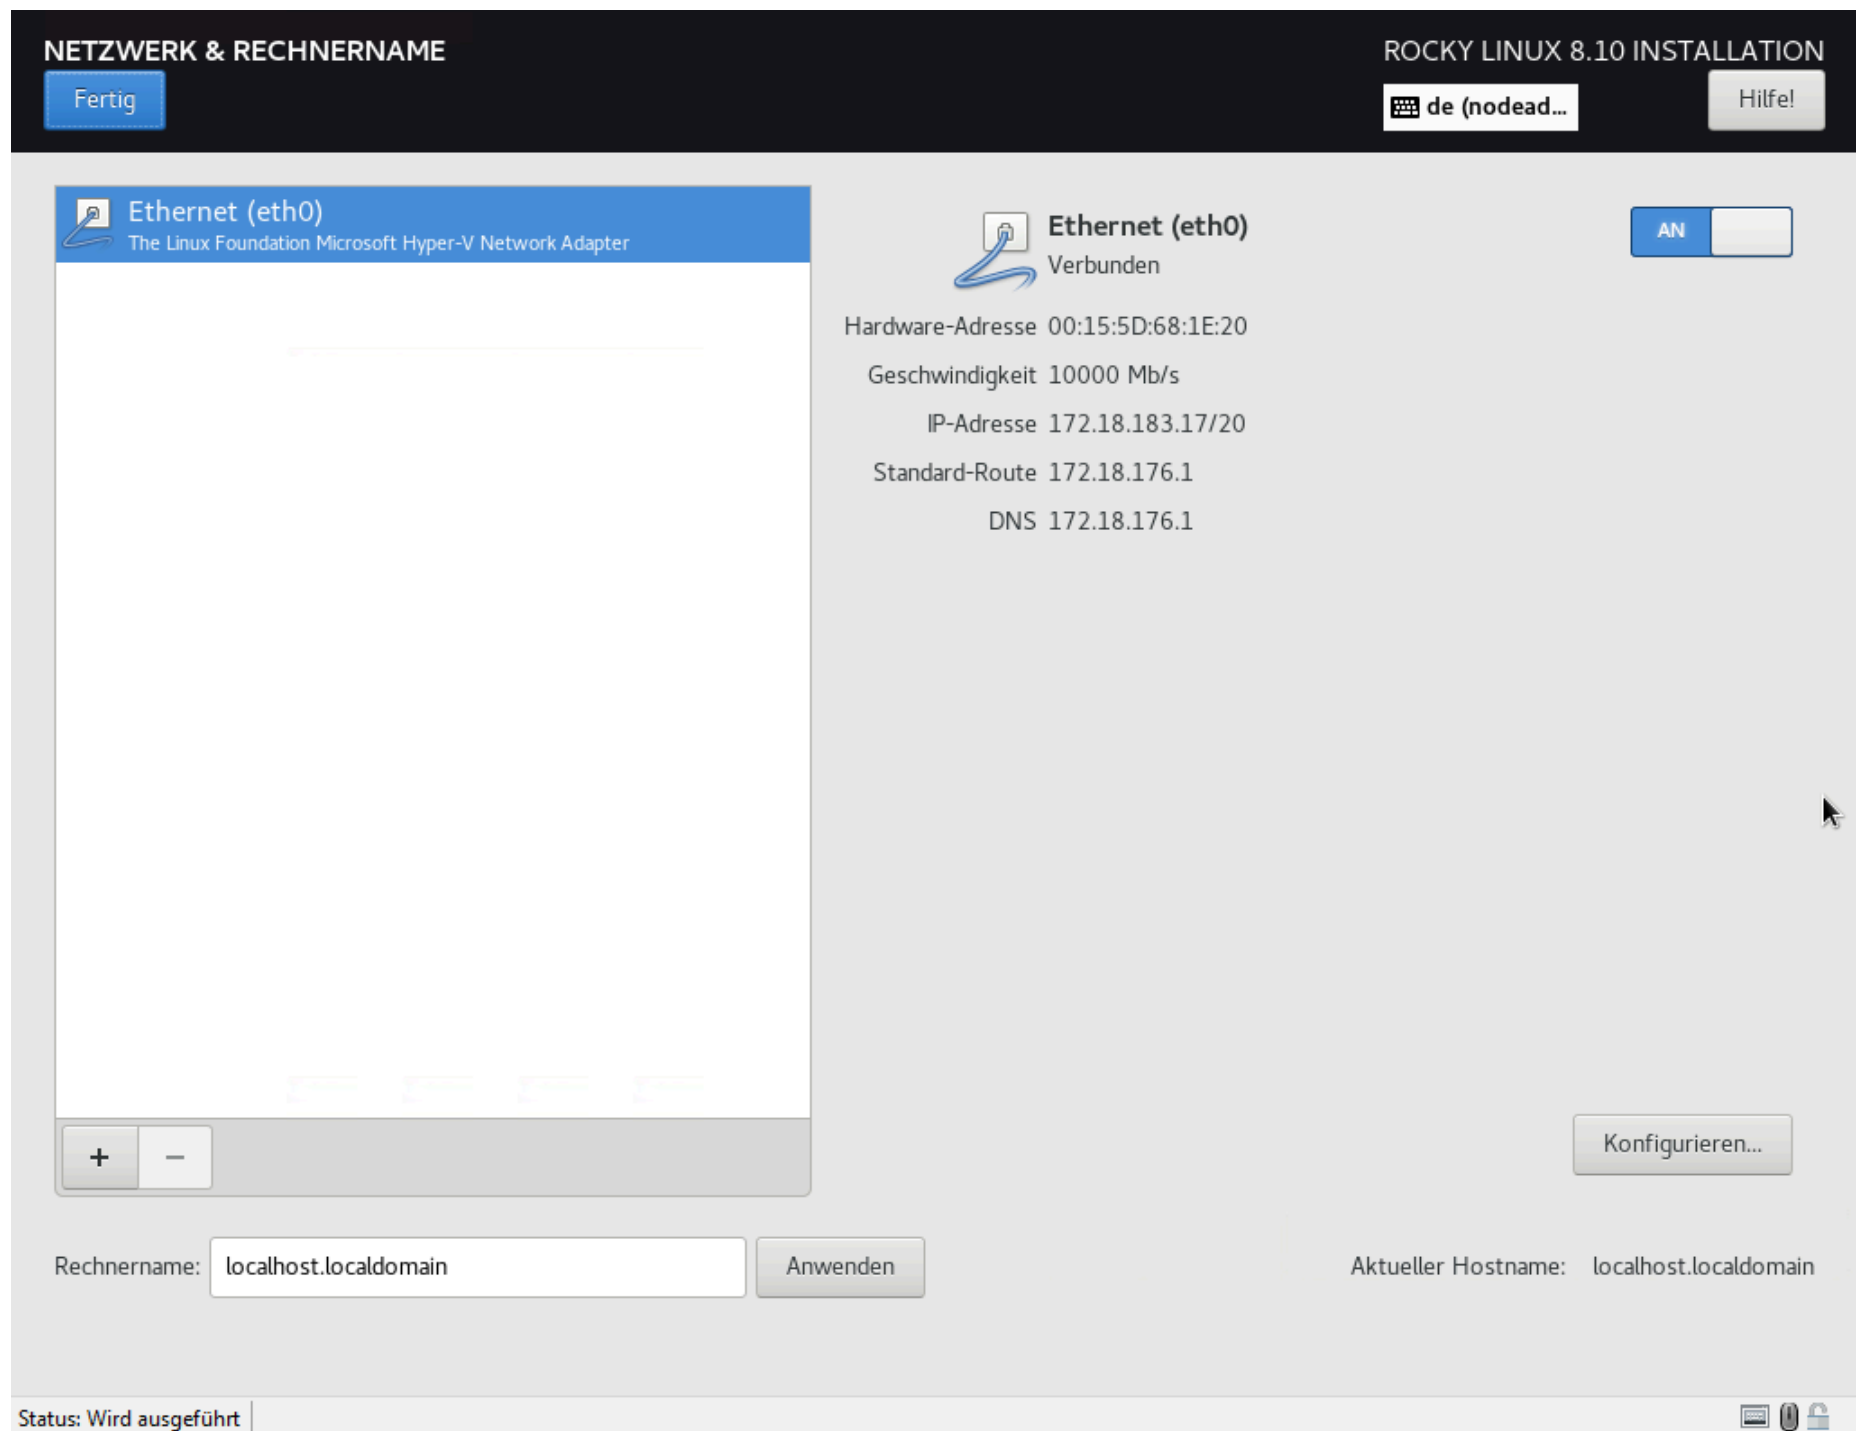 NETZWERK & RECHNERNAME
ROCKY LINUX 8.10 INSTALLATION
Fertig
de (nodead...
Hilfe!
Ethernet (eth0)
The Linux Foundation Microsoft Hyper-V Network Adapter
Ethernet (eth0)
Verbunden
AN
Hardware-Adresse 00:15:5D:68:1E:20
Geschwindigkeit 10000 Mb/s
IP-Adresse 172.18.183.17/20
Standard-Route 172.18.176.1
DNS 172.18.176.1
+ −
Konfigurieren...
Rechnername: localhost.localdomain Anwenden
Aktueller Hostname: localhost.localdomain
Status: Wird ausgeführt